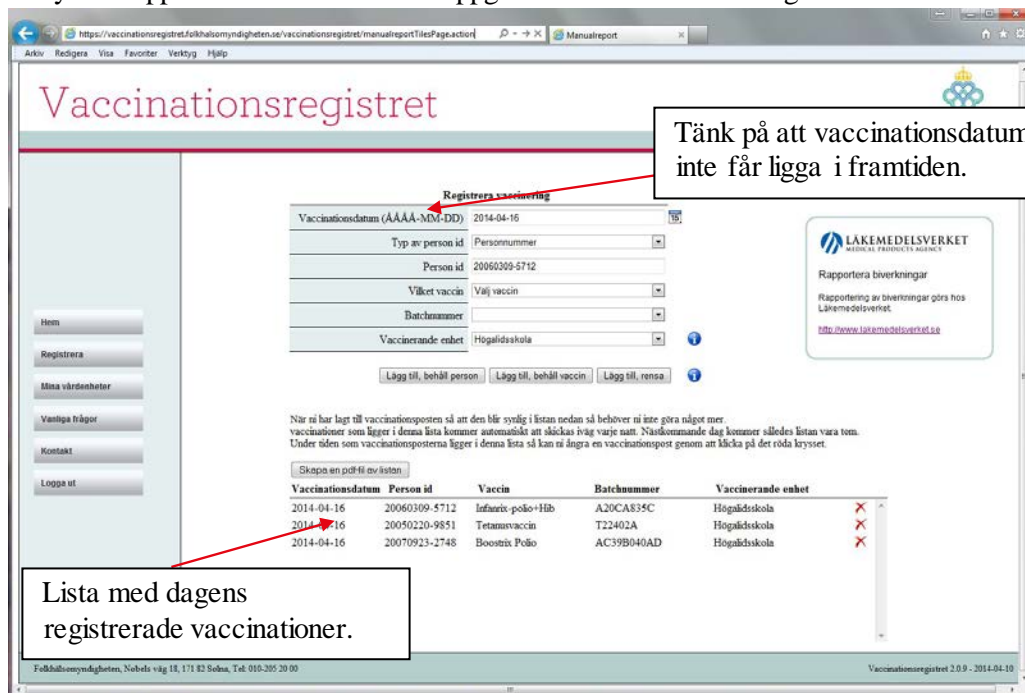 https://vaccinationsregistret.folkhalsomyndigheten.se/vaccinationsregistret/manualreportTilesPage.action
Manualreport
Arkiv Redigera Visa Favoriter Verktyg Hjälp
Vaccinationsregistret
Tänk på att vaccinationsdatum
inte får ligga i framtiden.
Registrera vaccinering
Vaccinationsdatum (ÅÅÅÅ-MM-DD) 2014-04-16 15
Typ av person id Personnummer
Person id 20060309-5712
Vilket vaccin Välj vaccin
Batchnummer
Vaccinerande enhet Högalidsskola
Lägg till, behåll person Lägg till, behåll vaccin Lägg till, rensa
LÄKEMEDELSVERKET
MEDICAL PRODUCTS AGENCY
Rapportera biverkningar
Rapportering av biverkningar görs hos
Läkemedelsverket.
http://www.lakemedelsverket.se
Hem
Registrera
Mina vårdenheter
Vanliga frågor
Kontakt
Logga ut
När ni har lagt till vaccinationsposten så att den blir synlig i listan nedan så behöver ni inte göra något mer.
vaccinationer som ligger i denna lista kommer automatiskt att skickas iväg varje natt. Nästkommande dag kommer således listan vara tom.
Under tiden som vaccinationsposterna ligger i denna lista så kan ni ångra en vaccinationspost genom att klicka på det röda krysset.
Skapa en pdf-fil av listan
Vaccinationsdatum Person id Vaccin Batchnummer Vaccinerande enhet
2014-04-16 20060309-5712 Infanrix-polio+Hib A20CA835C Högalidsskola
2014-04-16 20050220-9851 Tetanusvaccin T22402A Högalidsskola
2014-04-16 20070923-2748 Boostrix Polio AC39B040AD Högalidsskola
Lista med dagens
registrerade vaccinationer.
Folkhälsomyndigheten, Nobels väg 18, 171 82 Solna, Tel: 010-205 20 00
Vaccinationsregistret 2.0.9 - 2014-04-10